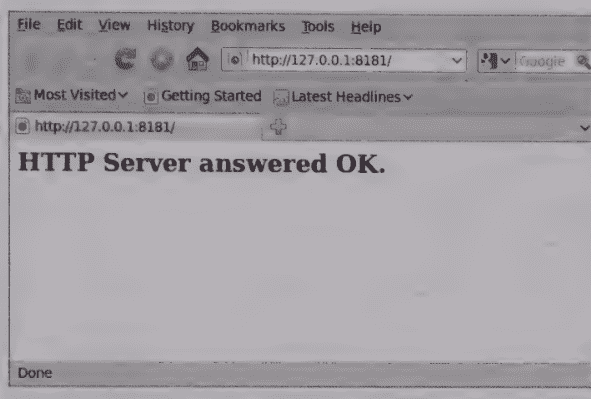 File Edit View History Bookmarks Tools Help
http://127.0.0.1:8181/ Google
Most Visited Getting Started Latest Headlines
http://127.0.0.1:8181/
HTTP Server answered OK.
Done